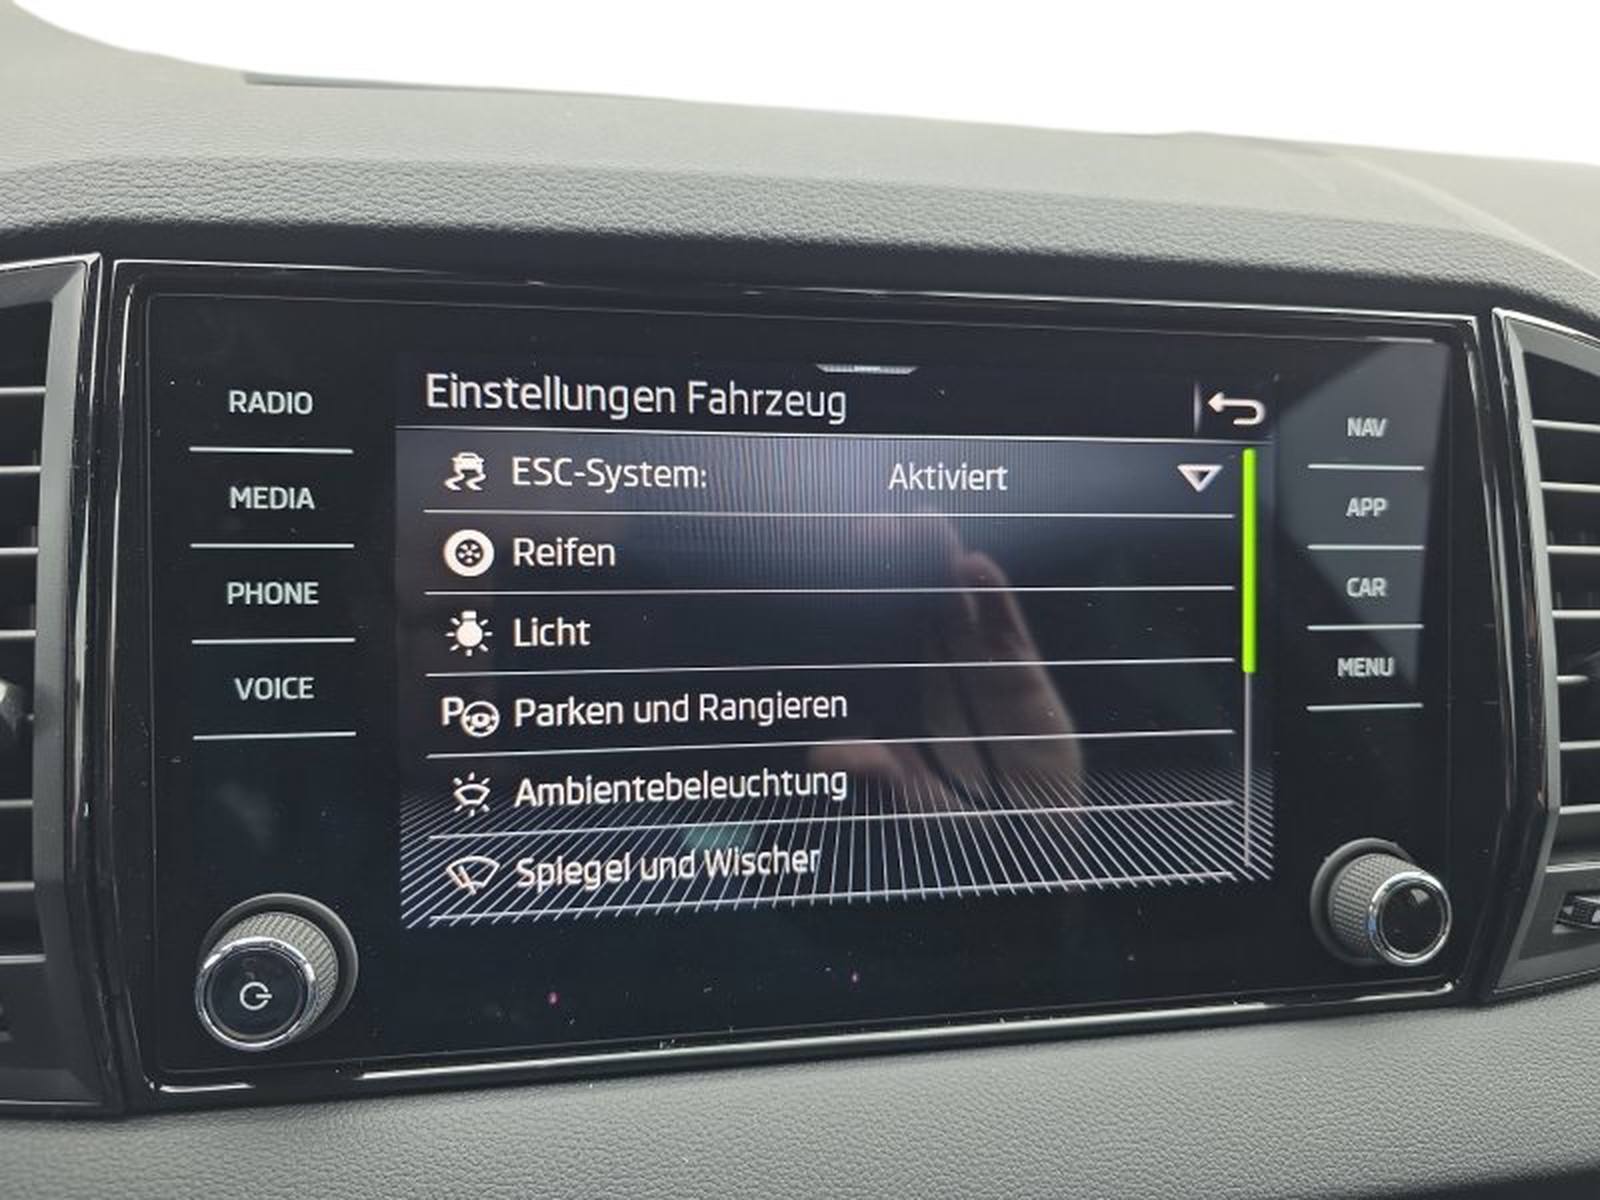 RADIO
MEDIA
PHONE
VOICE
Einstellungen Fahrzeug
ESC-System: Aktiviert
Reifen
Licht
P Parken und Rangieren
Ambientebeleuchtung
Spiegel und Wischer
NAV
APP
CAR
MENU